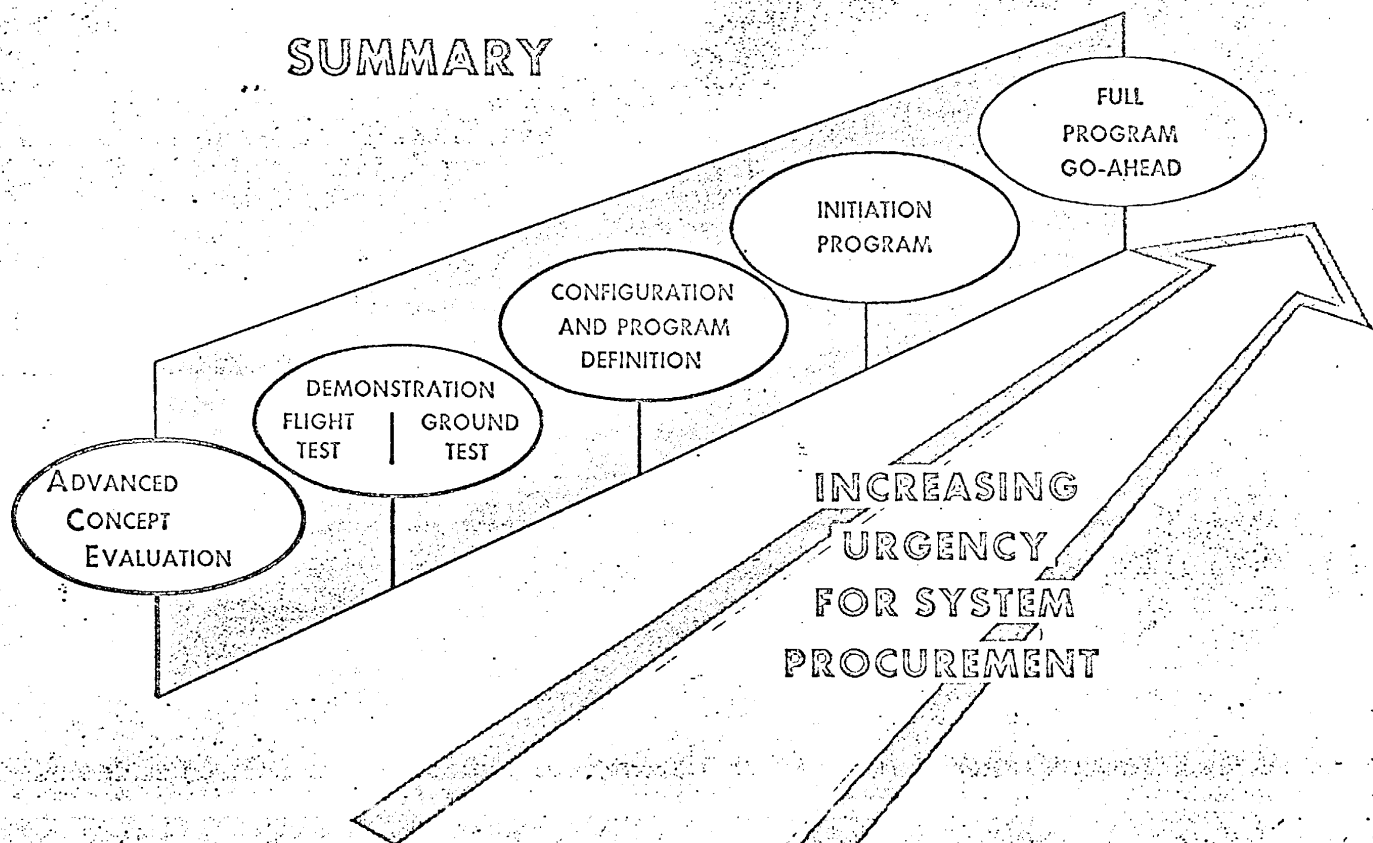 SUMMARY
FULL
PROGRAM
GO-AHEAD
INITIATION
PROGRAM
CONFIGURATION
AND PROGRAM
DEFINITION
DEMONSTRATION
FLIGHT
TEST
GROUND
TEST
ADVANCED
CONCEPT
EVALUATION
INCREASING
URGENCY
FOR SYSTEM
PROCUREMENT